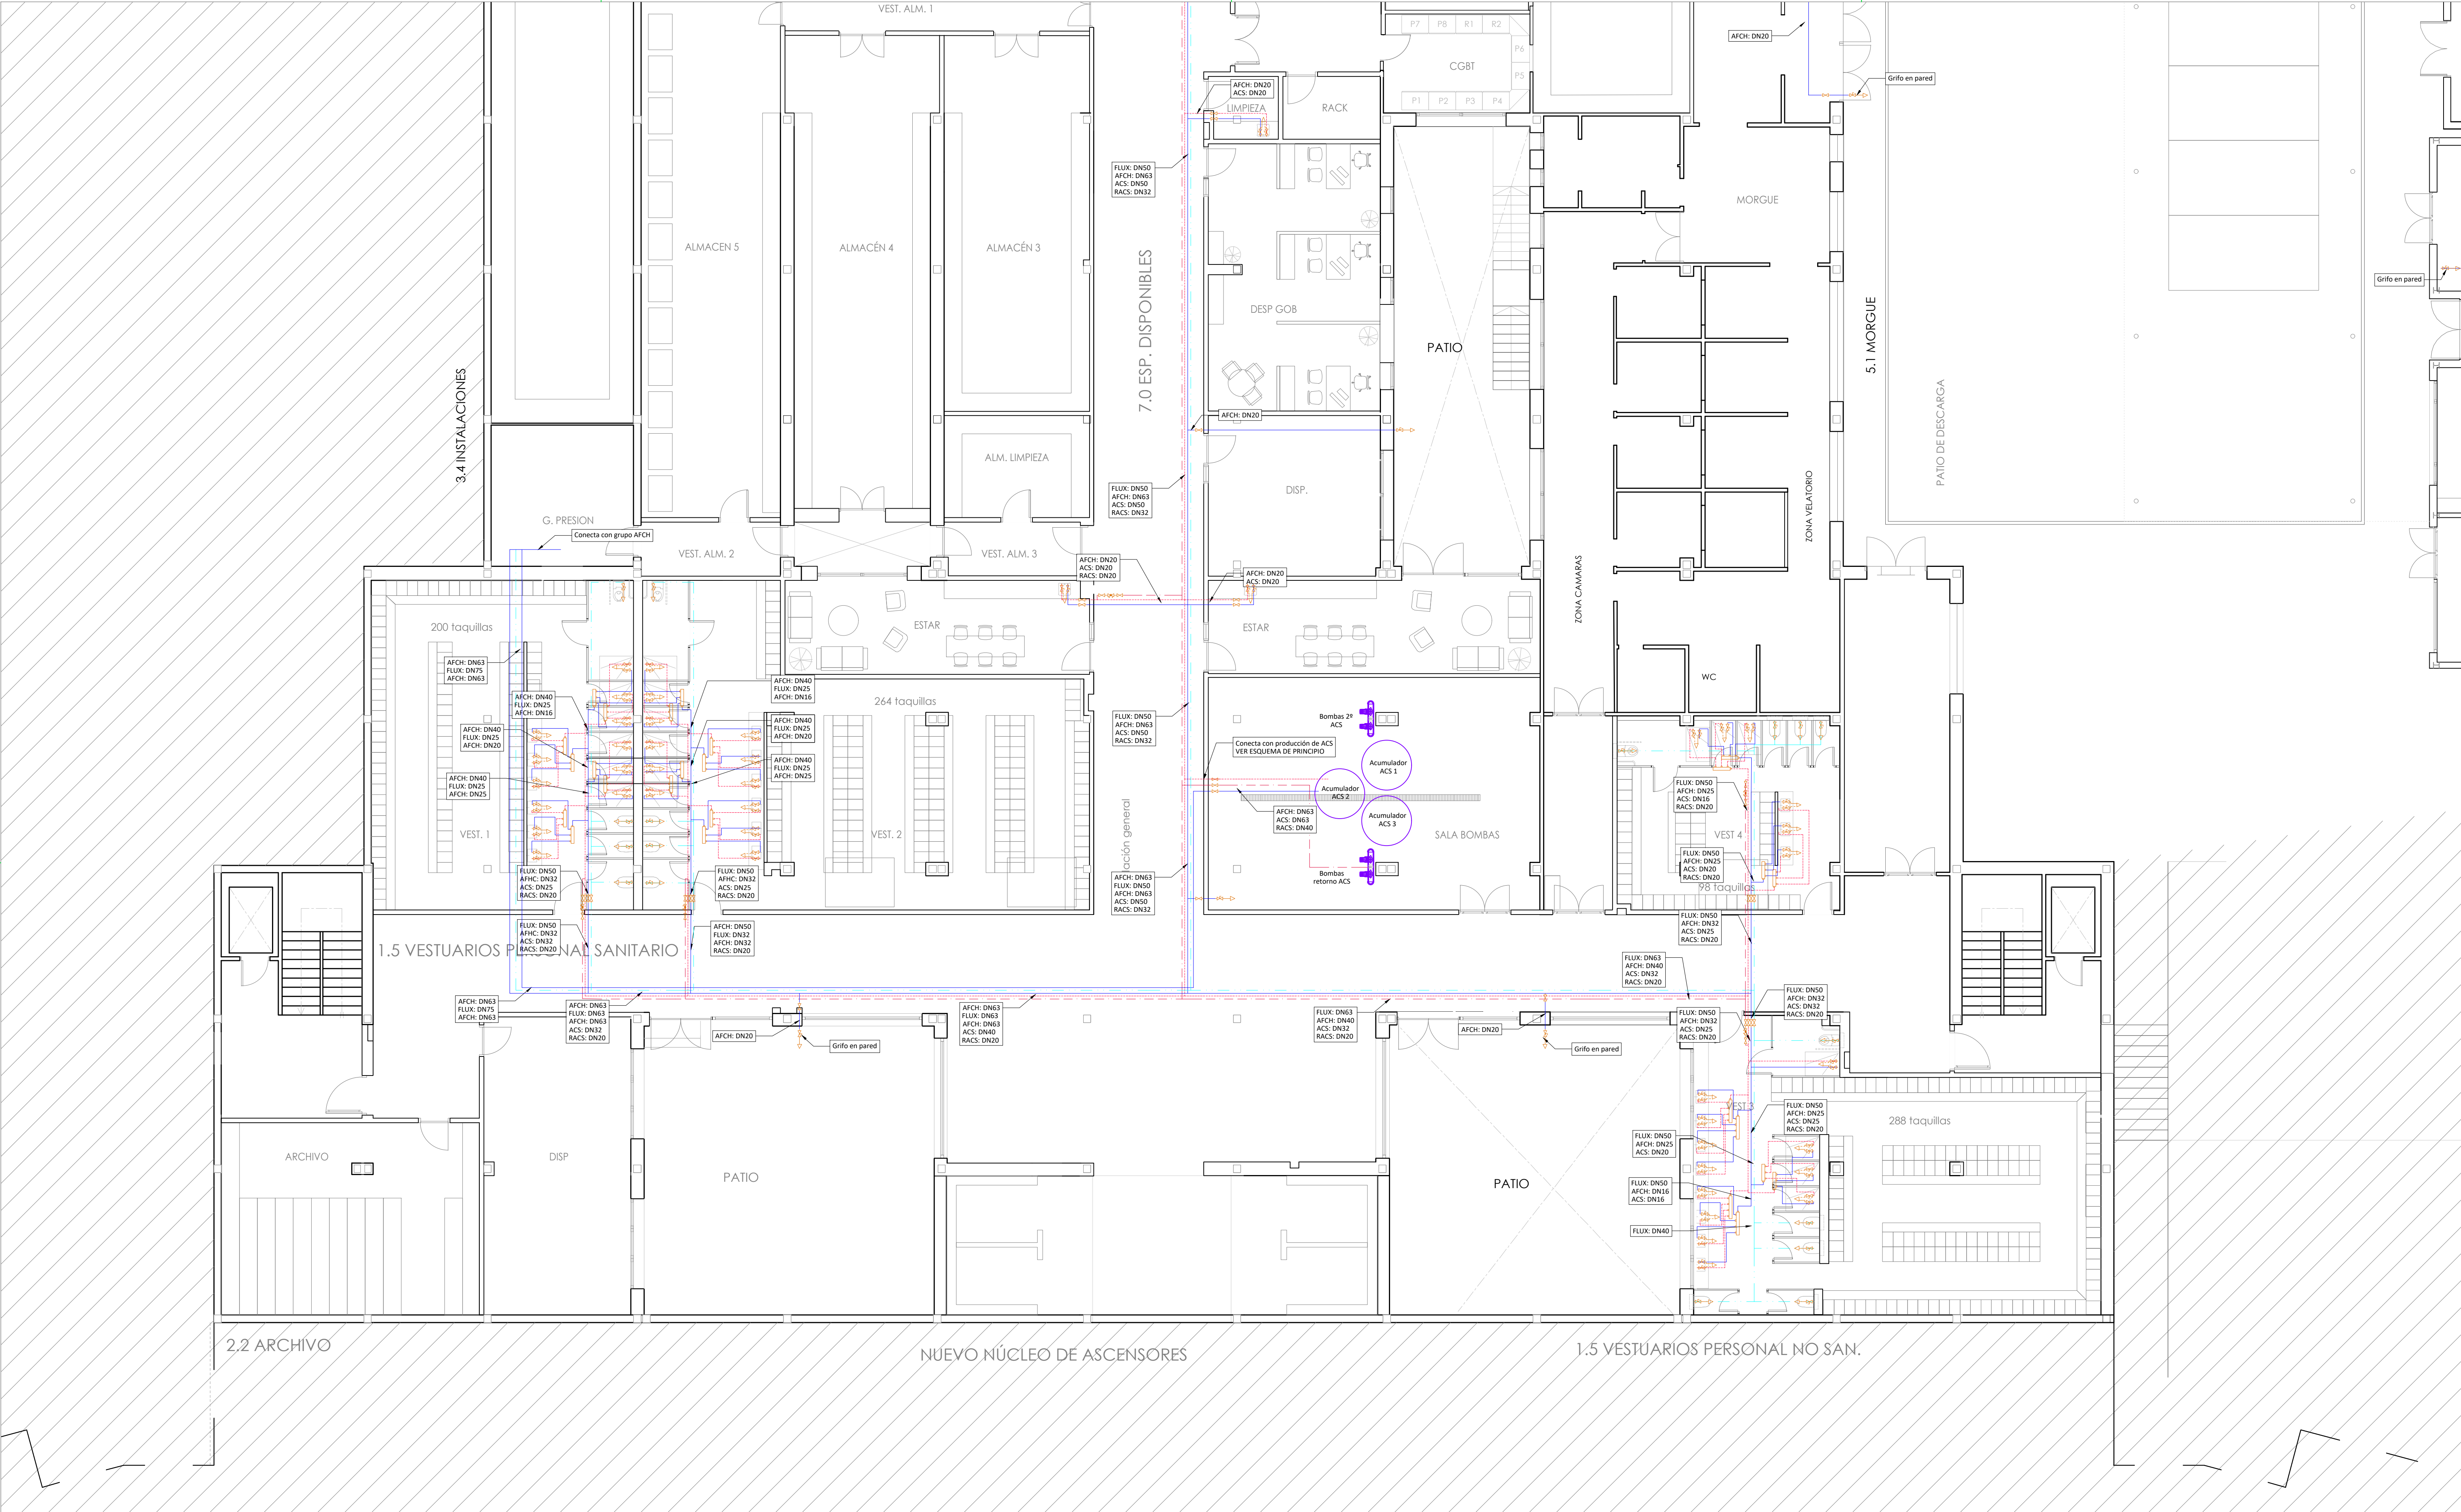 VEST. ALM. 1
P7
P8
R1
R2
P6
P5
CGBT
P1
P2
P3
P4
AFCH: DN20
Grifo en pared
AFCH: DN20
ACS: DN20
LIMPIEZA
RACK
FLUX: DN50
AFCH: DN63
ACS: DN50
RACS: DN32
MORGUE
ALMACEN 5
ALMACÉN 4
ALMACÉN 3
7.0 ESP. DISPONIBLES
DESP GOB
PATIO
5.1 MORGUE
Grifo en pared
3.4 INSTALACIONES
PATIO DE DESCARGA
AFCH: DN20
ALM. LIMPIEZA
DISP.
FLUX: DN50
AFCH: DN63
ACS: DN50
RACS: DN32
ZONA VELATORIO
G. PRESION
Conecta con grupo AFCH
VEST. ALM. 2
VEST. ALM. 3
AFCH: DN20
ACS: DN20
RACS: DN20
AFCH: DN20
ACS: DN20
ZONA CAMARAS
200 taquillas
ESTAR
ESTAR
AFCH: DN63
FLUX: DN75
AFCH: DN63
WC
AFCH: DN40
FLUX: DN25
AFCH: DN16
AFCH: DN40
FLUX: DN25
AFCH: DN16
264 taquillas
AFCH: DN40
FLUX: DN25
AFCH: DN20
AFCH: DN40
FLUX: DN25
AFCH: DN20
FLUX: DN50
AFCH: DN63
ACS: DN50
RACS: DN32
Bombas 2º
ACS
Conecta con producción de ACS
VER ESQUEMA DE PRINCIPIO
AFCH: DN40
FLUX: DN25
AFCH: DN25
AFCH: DN40
FLUX: DN25
AFCH: DN25
Acumulador
ACS 1
Acumulador
ACS 2
Acumulador
ACS 3
AFCH: DN63
ACS: DN63
RACS: DN40
FLUX: DN50
AFCH: DN25
ACS: DN16
RACS: DN20
VEST. 1
VEST. 2
SALA BOMBAS
VEST 4
FLUX: DN50
AFHC: DN32
ACS: DN25
RACS: DN20
FLUX: DN50
AFHC: DN32
ACS: DN25
RACS: DN20
AFCH: DN63
FLUX: DN50
AFCH: DN63
ACS: DN50
RACS: DN32
Bombas
retorno ACS
FLUX: DN50
AFCH: DN25
ACS: DN20
RACS: DN20
98 taquillas
FLUX: DN50
AFHC: DN32
ACS: DN32
RACS: DN20
AFCH: DN50
FLUX: DN32
AFCH: DN32
RACS: DN20
FLUX: DN50
AFCH: DN32
ACS: DN25
RACS: DN20
1.5 VESTUARIOS PERSONAL SANITARIO
FLUX: DN63
AFCH: DN40
ACS: DN32
RACS: DN20
AFCH: DN63
FLUX: DN75
AFCH: DN63
AFCH: DN63
FLUX: DN63
AFCH: DN63
ACS: DN32
RACS: DN20
AFCH: DN20
Grifo en pared
AFCH: DN63
FLUX: DN63
AFCH: DN63
ACS: DN40
RACS: DN20
FLUX: DN63
AFCH: DN40
ACS: DN32
RACS: DN20
AFCH: DN20
Grifo en pared
FLUX: DN50
AFCH: DN32
ACS: DN25
RACS: DN20
FLUX: DN50
AFCH: DN32
ACS: DN32
RACS: DN20
VEST 3
FLUX: DN50
AFCH: DN25
ACS: DN25
RACS: DN20
288 taquillas
FLUX: DN50
AFCH: DN25
ACS: DN20
ARCHIVO
DISP
PATIO
PATIO
FLUX: DN50
AFCH: DN16
ACS: DN16
FLUX: DN40
2.2 ARCHIVO
NUEVO NÚCLEO DE ASCENSORES
1.5 VESTUARIOS PERSONAL NO SAN.